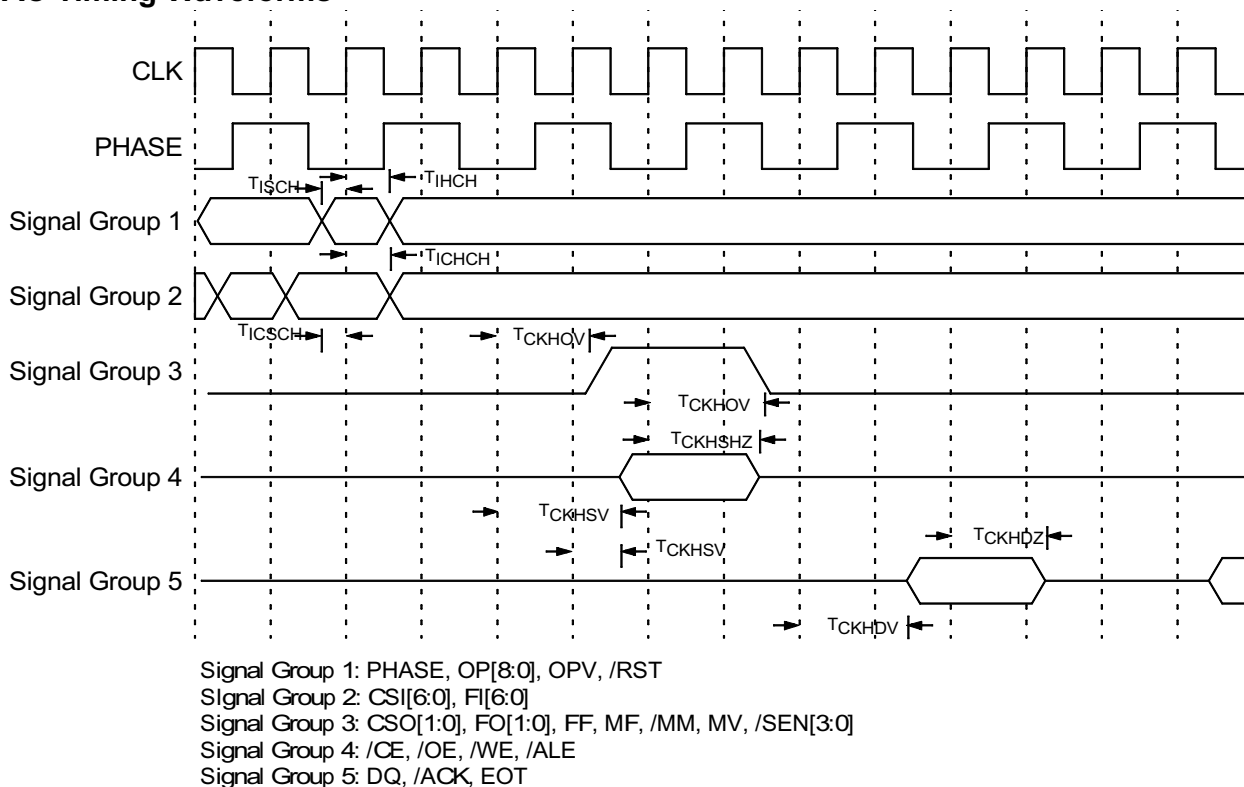 AC Timing Waveforms
CLK
PHASE
TISCH
TIHCH
Signal Group 1
TICHCH
Signal Group 2
TICSCH
TCKHOV
Signal Group 3
TCKHOV
TCKHSHZ
Signal Group 4
TCKHSV
TCKHSV
TCKHDZ
Signal Group 5
TCKHDV
Signal Group 1: PHASE, OP[8:0], OPV, /RST
SIgnal Group 2: CSI[6:0], FI[6:0]
Signal Group 3: CSO[1:0], FO[1:0], FF, MF, /MM, MV, /SEN[3:0]
Signal Group 4: /CE, /OE, /WE, /ALE
Signal Group 5: DQ, /ACK, EOT